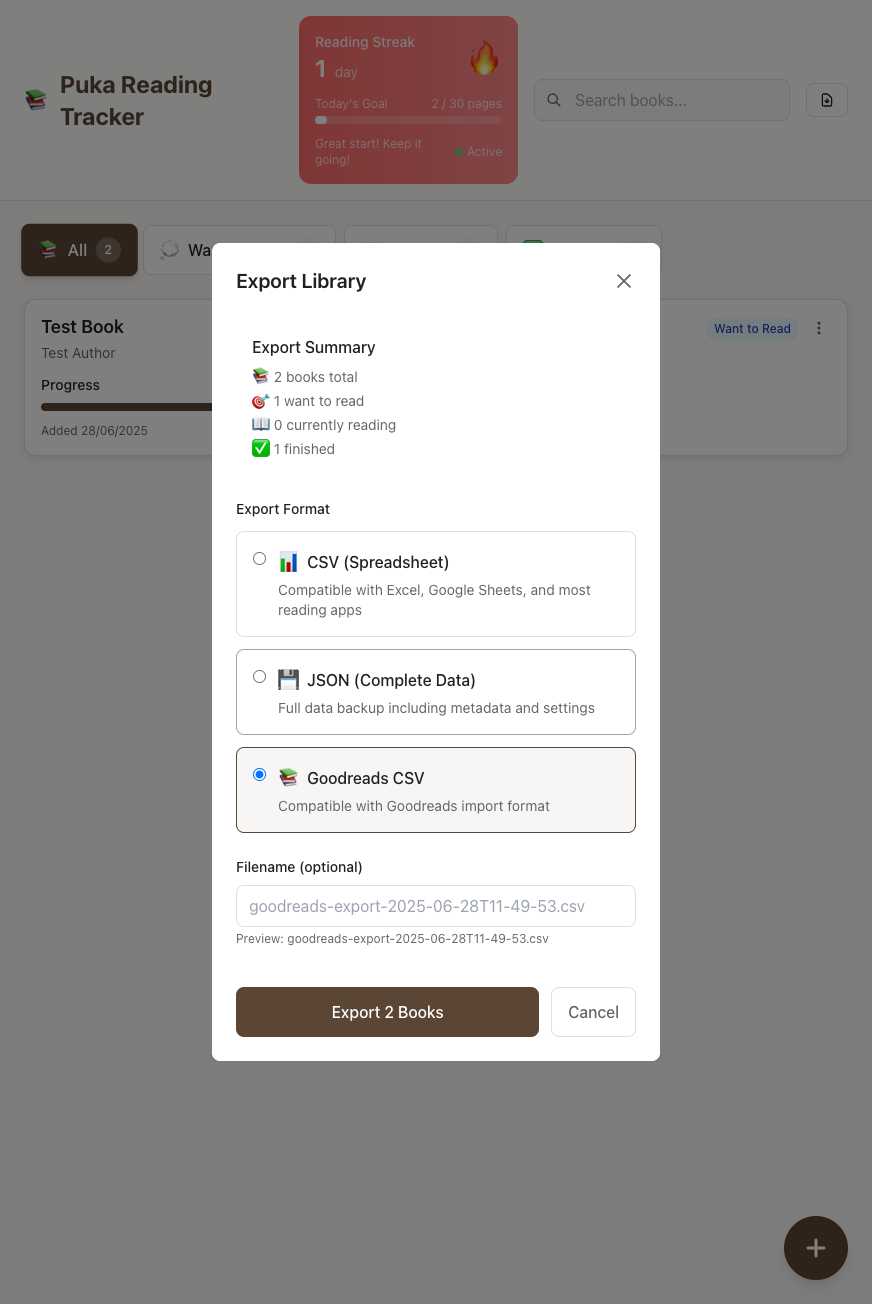 Puka Reading
Tracker
Reading Streak
1 day
Today's Goal 2 / 30 pages
Great start! Keep it
going!
Active
Search books...
All 2
Wa
Export Library
Test Book
Test Author
Progress
Added 28/06/2025
Want to Read
Export Summary
2 books total
1 want to read
0 currently reading
1 finished
Export Format
CSV (Spreadsheet)
Compatible with Excel, Google Sheets, and most
reading apps
JSON (Complete Data)
Full data backup including metadata and settings
Goodreads CSV
Compatible with Goodreads import format
Filename (optional)
goodreads-export-2025-06-28T11-49-53.csv
Preview: goodreads-export-2025-06-28T11-49-53.csv
Export 2 Books
Cancel